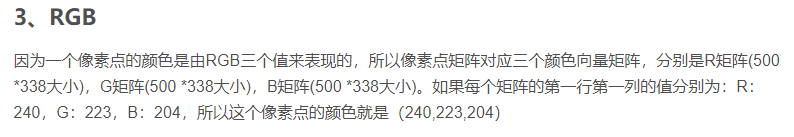 3、RGB
因为一个像素点的颜色是由RGB三个值来表现的，所以像素点矩阵对应三个颜色向量矩阵，分别是R矩阵(500
*338大小)，G矩阵(500 *338大小)，B矩阵(500 *338大小)。如果每个矩阵的第一行第一列的值分别为：R：
240，G：223，B：204，所以这个像素点的颜色就是（240,223,204）